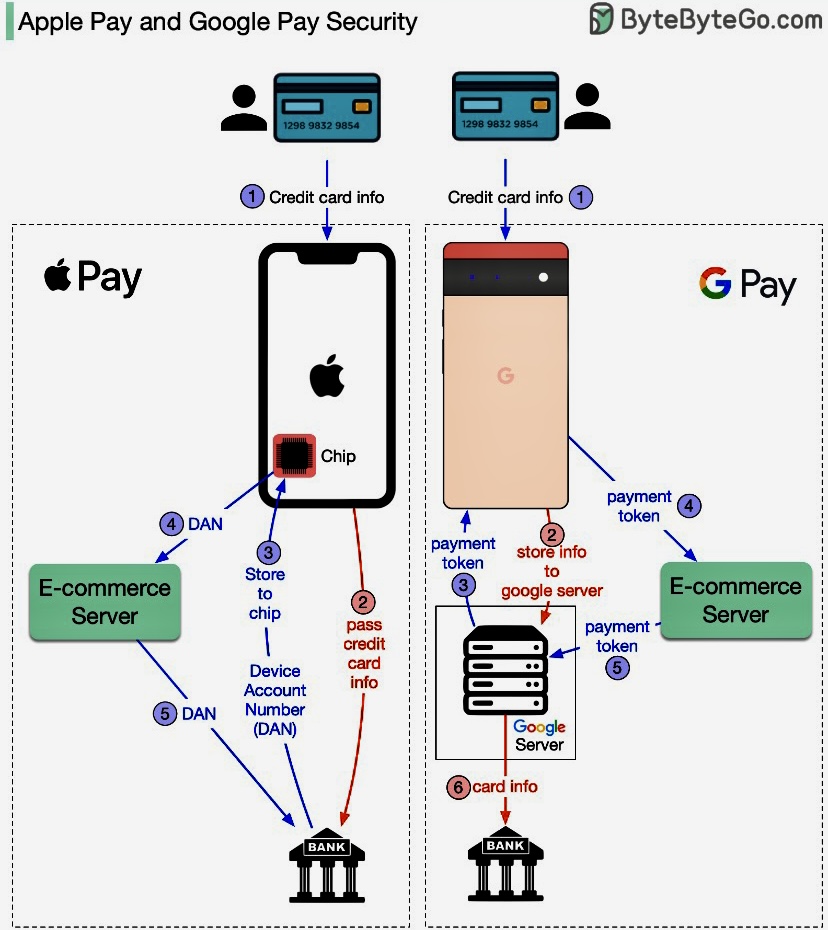 Apple Pay and Google Pay Security
ByteByteGo.com
1298 9832 9854
1298 9832 9854
1 Credit card info
Credit card info 1
Pay
G Pay
G
Chip
4 DAN
3
Store
to
chip
2
pass
credit
card
info
E-commerce
Server
Device
Account
Number
(DAN)
5 DAN
BANK
payment
token
3
2
store info
to
google server
payment
token
4
E-commerce
Server
payment
token
5
Google
Server
6 card info
BANK